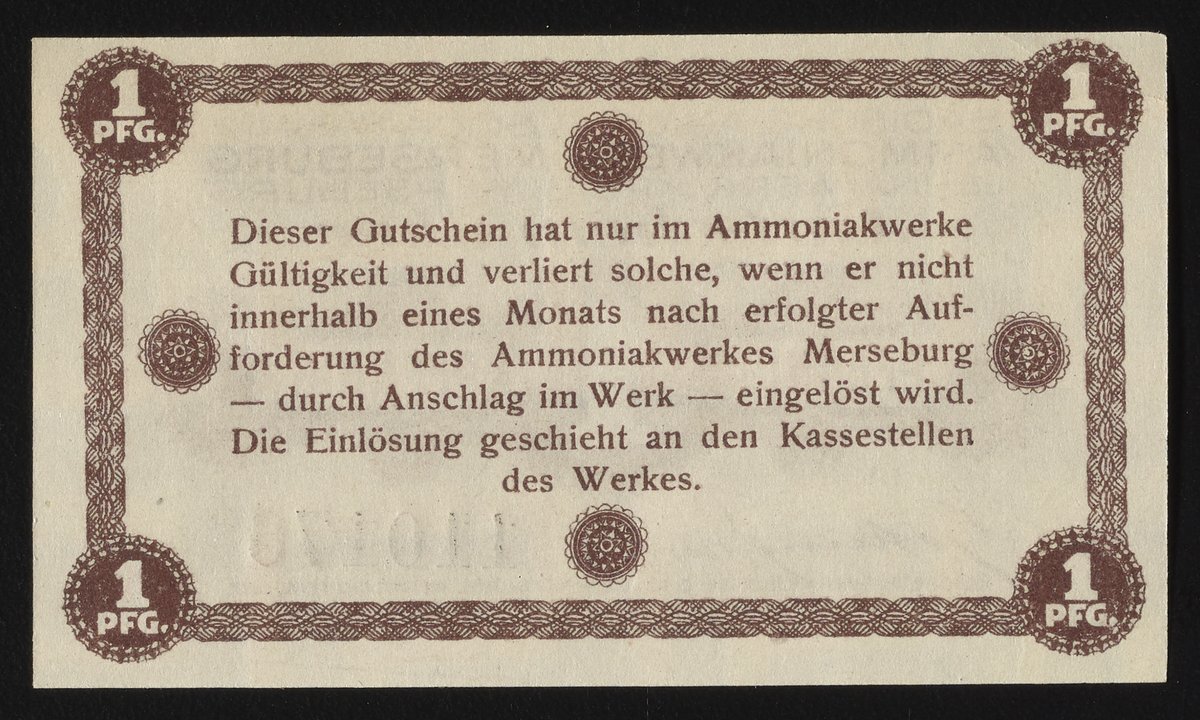 1 PFG. 1 PFG.
Dieser Gutschein hat nur im Ammoniakwerke
Gültigkeit und verliert solche, wenn er nicht
innerhalb eines Monats nach erfolgter Auf-
forderung des Ammoniakwerkes Merseburg
— durch Anschlag im Werk — eingelöst wird.
Die Einlösung geschieht an den Kassestellen
des Werkes.
1 PFG. 1 PFG.